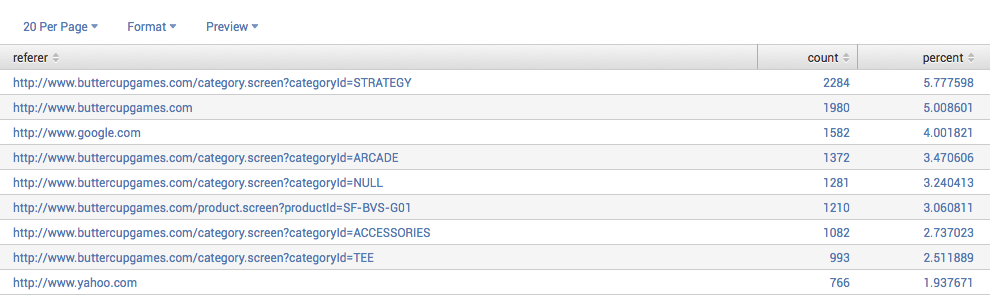 20 Per Page Format Preview
referer count percent
http://www.buttercupgames.com/category.screen?categoryId=STRATEGY 2284 5.777598
http://www.buttercupgames.com 1980 5.008601
http://www.google.com 1582 4.001821
http://www.buttercupgames.com/category.screen?categoryId=ARCADE 1372 3.470606
http://www.buttercupgames.com/category.screen?categoryId=NULL 1281 3.240413
http://www.buttercupgames.com/product.screen?productId=SF-BVS-G01 1210 3.060811
http://www.buttercupgames.com/category.screen?categoryId=ACCESSORIES 1082 2.737023
http://www.buttercupgames.com/category.screen?categoryId=TEE 993 2.511889
http://www.yahoo.com 766 1.937671